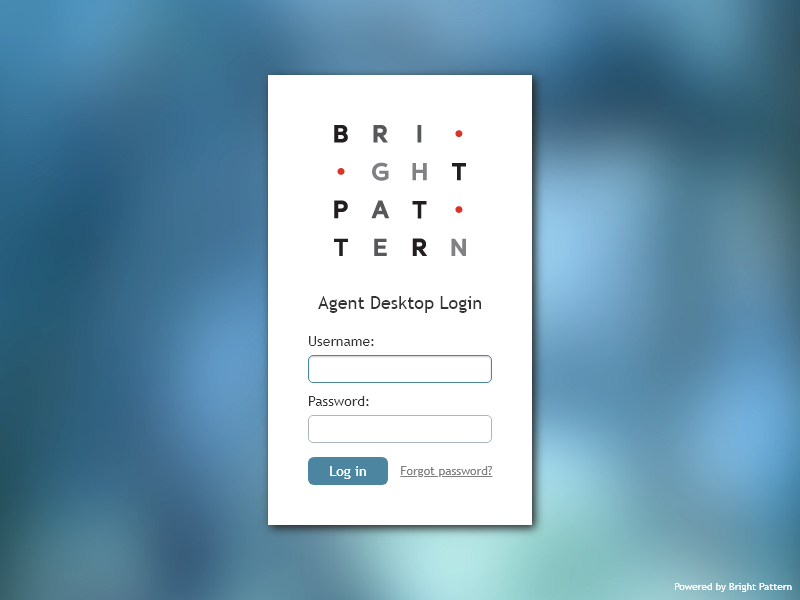 B R I •
• G H T
P A T •
T E R N
Agent Desktop Login
Username:
Password:
Log in Forgot password?
Powered by Bright Pattern